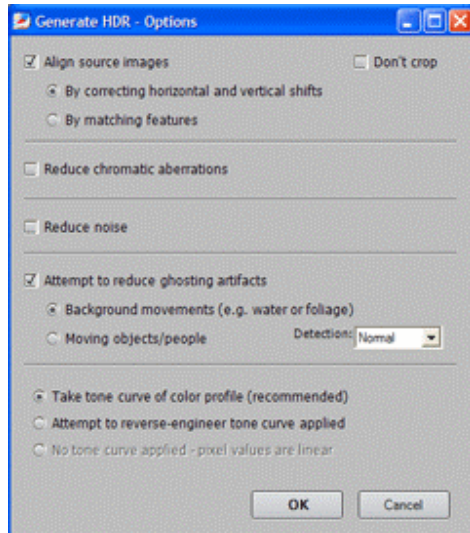 Generate HDR - Options
Align source images
Don't crop
By correcting horizontal and vertical shifts
By matching features
Reduce chromatic aberrations
Reduce noise
Attempt to reduce ghosting artifacts
Background movements (e.g. water or foliage)
Moving objects/people
Detection: Normal
Take tone curve of color profile (recommended)
Attempt to reverse-engineer tone curve applied
No tone curve applied - pixel values are linear
OK
Cancel